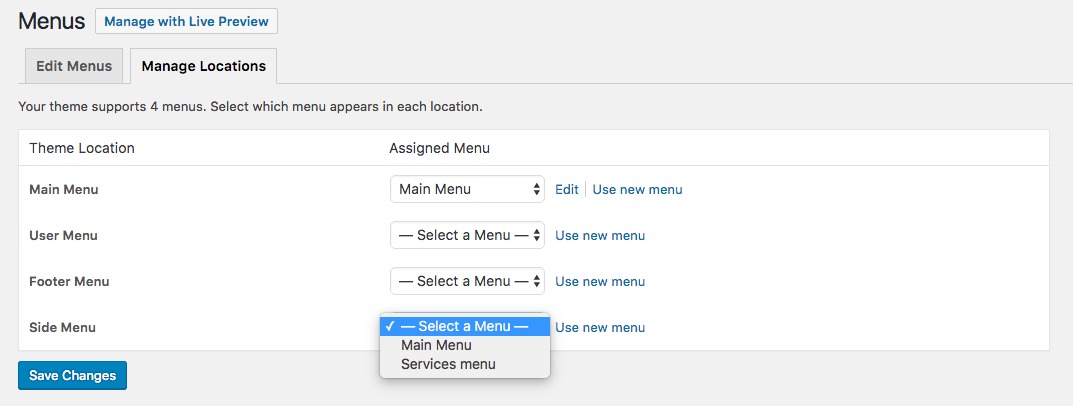 Menus Manage with Live Preview
Edit Menus Manage Locations
Your theme supports 4 menus. Select which menu appears in each location.
Theme Location Assigned Menu
Main Menu Main Menu Edit Use new menu
User Menu — Select a Menu — Use new menu
Footer Menu — Select a Menu — Use new menu
Side Menu ✓ — Select a Menu — Use new menu
Main Menu
Services menu
Save Changes